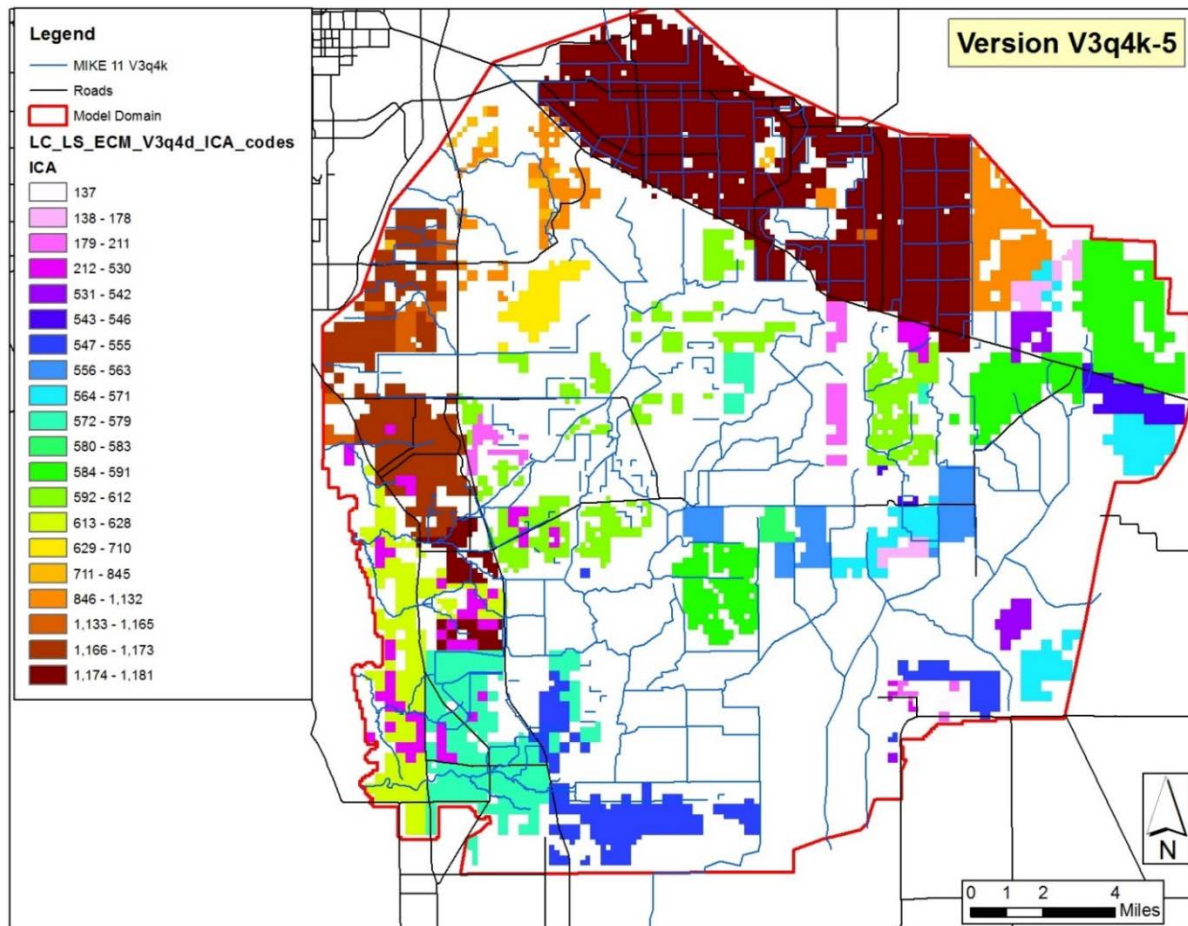 Version V3q4k-5
Legend
MIKE 11 V3q4k
Roads
Model Domain
LC_LS_ECM_V3q4d_ICA_codes
ICA
137
138 - 178
179 - 211
212 - 530
531 - 542
543 - 546
547 - 555
556 - 563
564 - 571
572 - 579
580 - 583
584 - 591
592 - 612
613 - 628
629 - 710
711 - 845
846 - 1,132
1,133 - 1,165
1,166 - 1,173
1,174 - 1,181
N
0 1 2 4
Miles